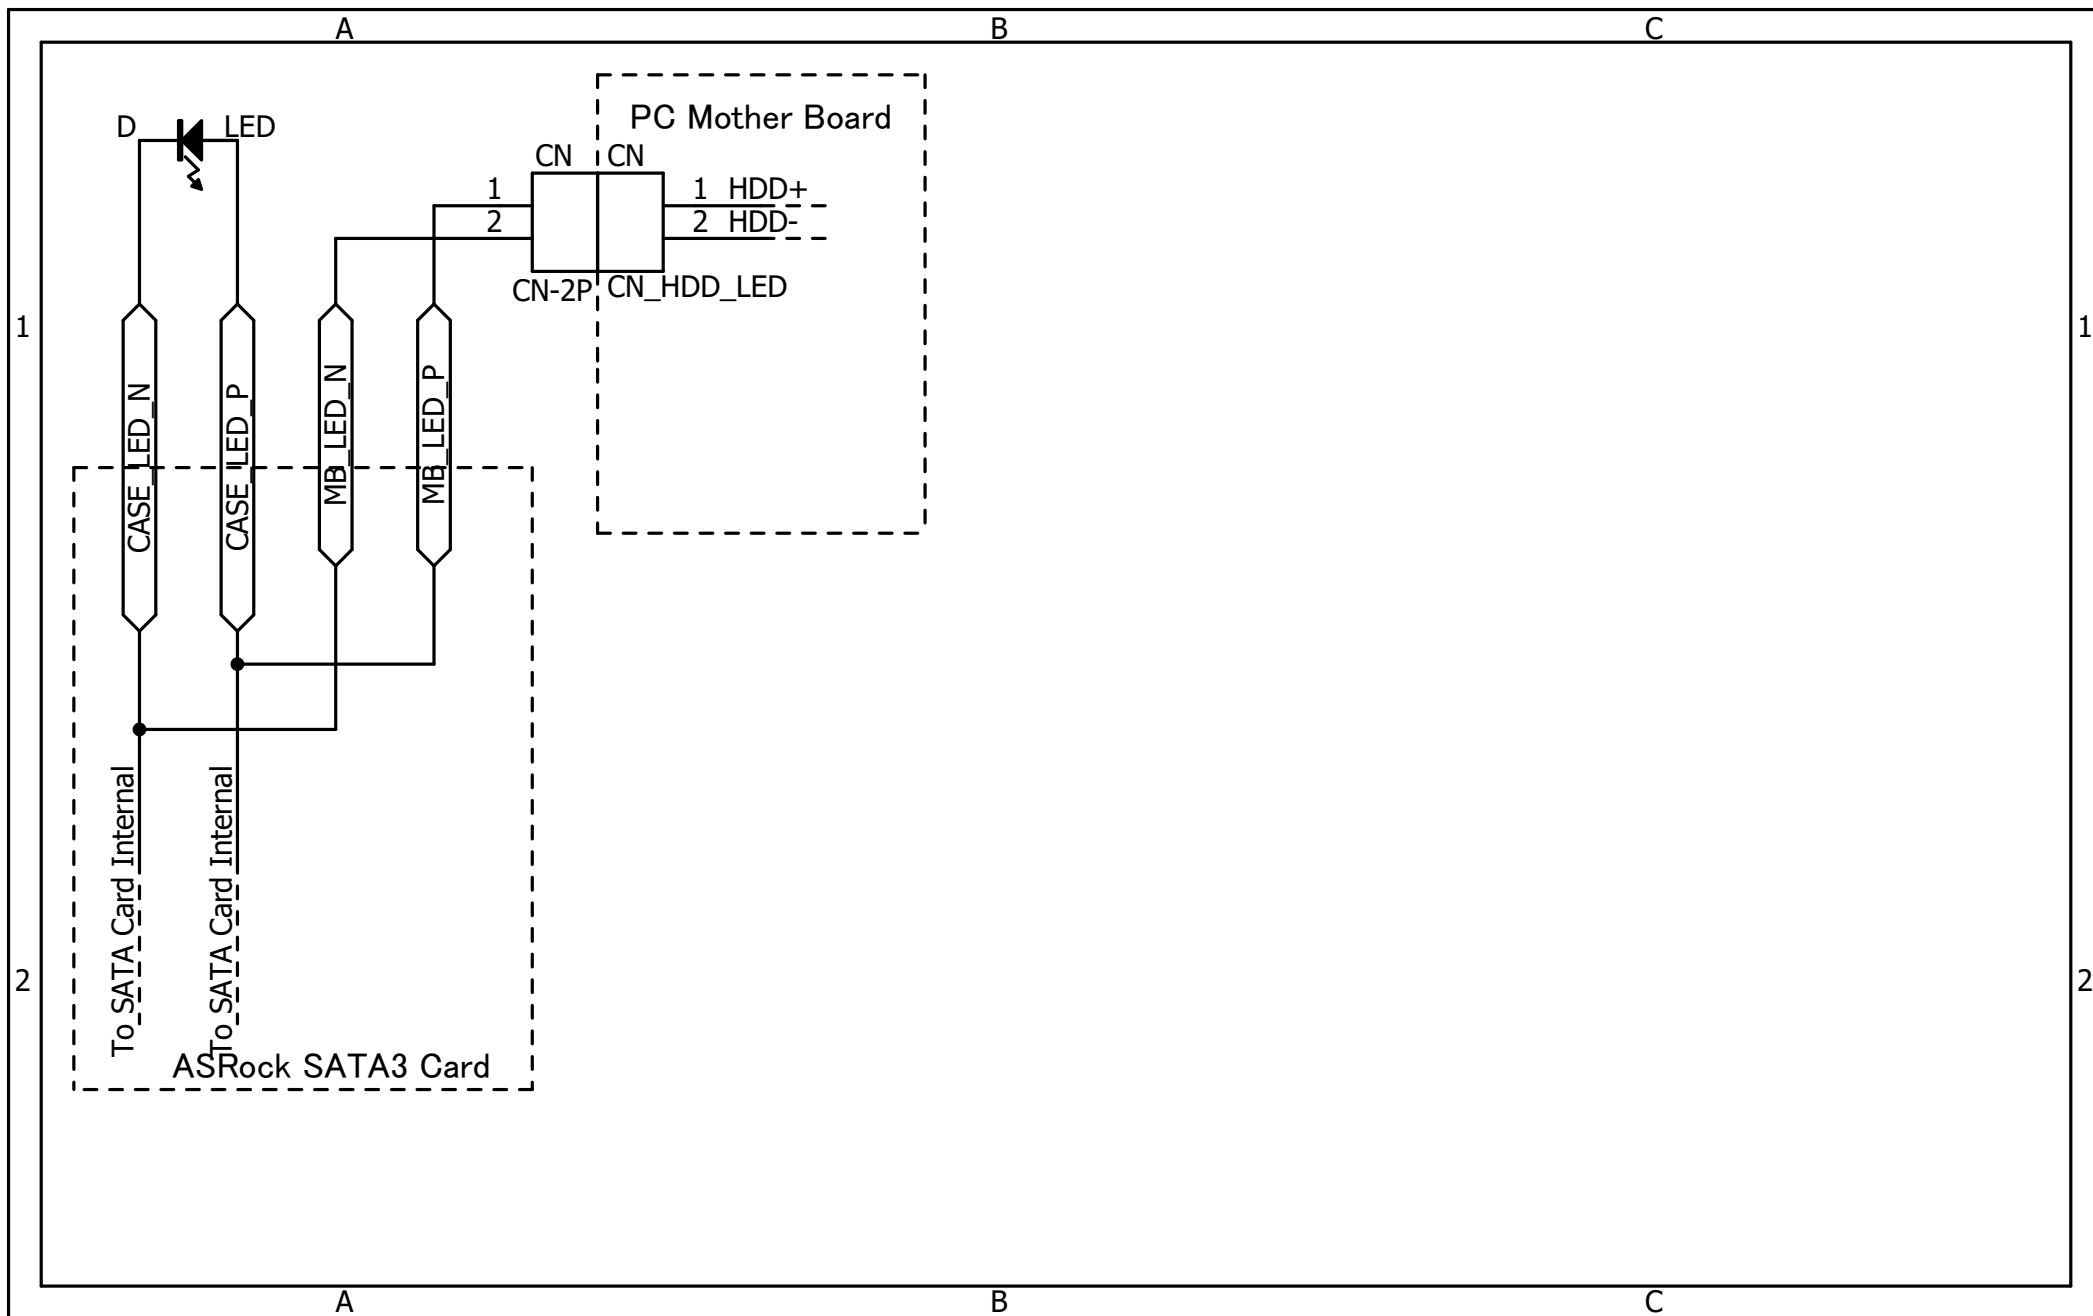 A B C
PC Mother Board
D LED
CN CN
1 1 HDD+
2 2 HDD-
CN-2P CN_HDD_LED
1 1
CASE_LED_N
CASE_LED_P
MB_LED_N
MB_LED_P
To SATA Card Internal
To SATA Card Internal
2 2
ASRock SATA3 Card
A B C